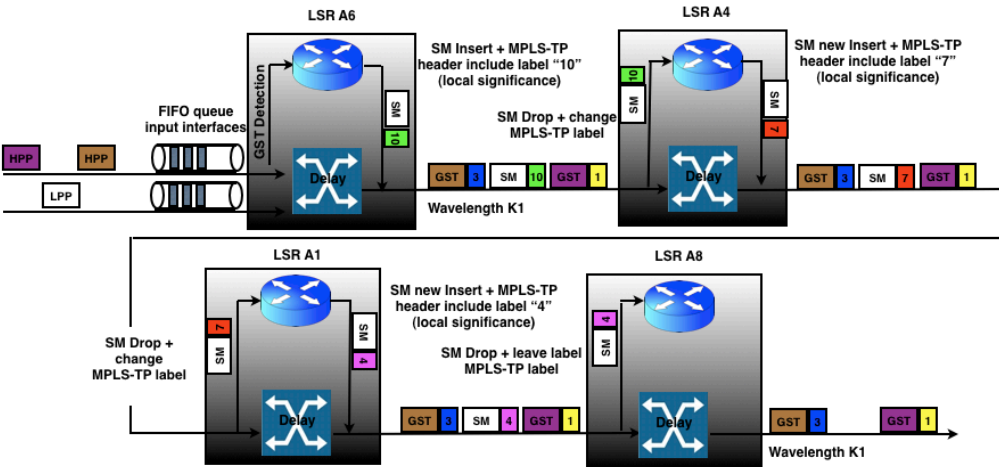 LSR A6
LSR A4
SM Insert + MPLS-TP
header include label “10”
(local significance)
SM new Insert + MPLS-TP
header include label “7”
(local significance)
FIFO queue
input interfaces
GST Detection
SM
10
10
SM
SM Drop + change
MPLS-TP label
SM
7
HPP
HPP
LPP
Delay
GST 3 SM 10 GST 1
Delay
GST 3 SM 7 GST 1
Wavelength K1
LSR A1
LSR A8
SM new Insert + MPLS-TP
header include label “4”
(local significance)
7
SM
SM
4
SM Drop +
change
MPLS-TP label
SM Drop + leave label
MPLS-TP label
4
SM
Delay
GST 3 SM 4 GST 1
Delay
GST 3 GST 1
Wavelength K1